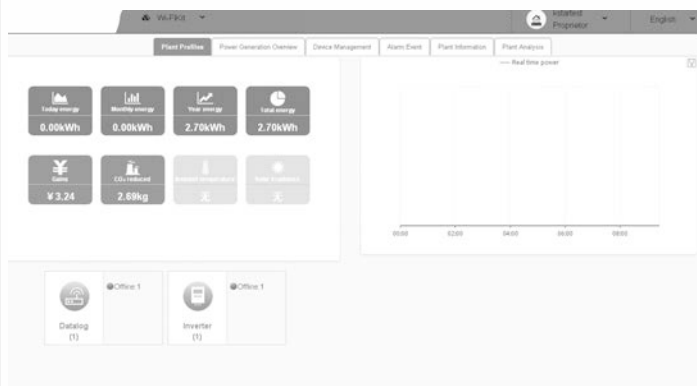 Wi-PIKit
kstartest
Proprietor
English
Plant Profiles
Power Generation Overview
Device Management
Alarm Event
Plant Information
Plant Analysis
Real time power
Today energy
0.00kWh
Monthly energy
0.00kWh
Year energy
2.70kWh
Total energy
2.70kWh
Gains
¥ 3.24
CO₂ reduced
2.69kg
无
无
00:00
02:00
04:00
06:00
08:00
Datalog
(1)
Offline:1
Inverter
(1)
Offline:1